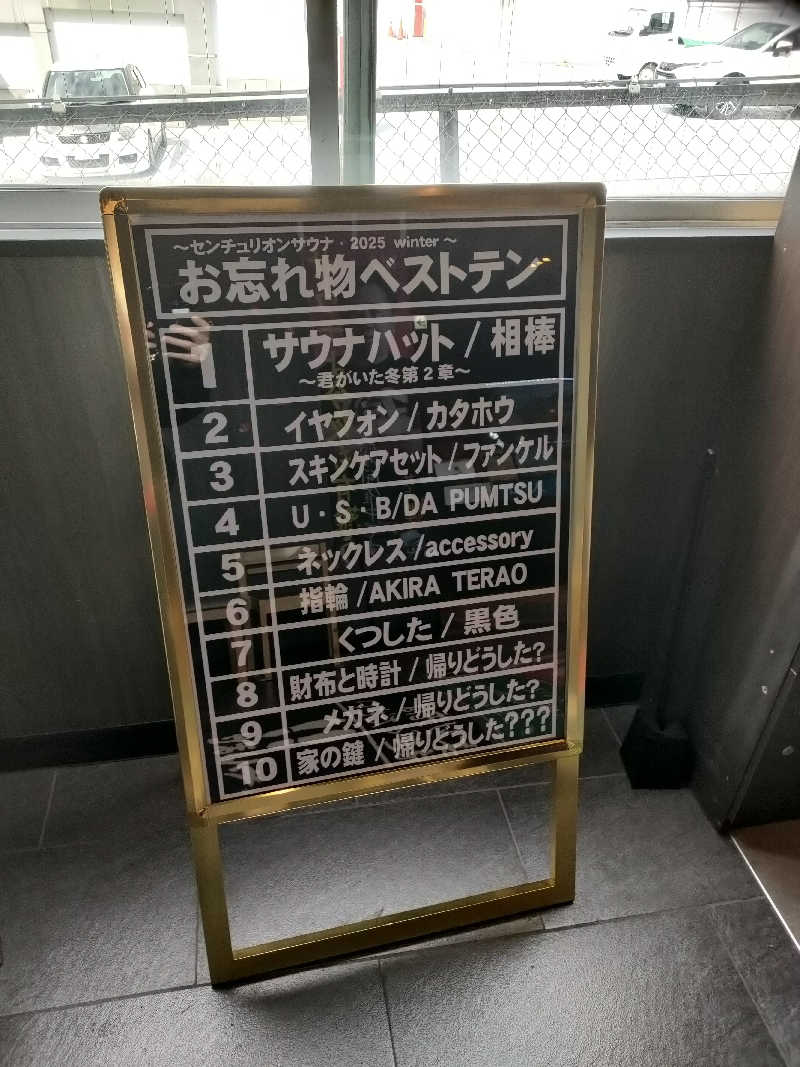 ～センチュリオンサウナ・2025 winter～
お忘れ物ベストテン
1 サウナハット / 相棒
～君がいた冬第2章～
2 イヤフォン / カタホウ
3 スキンケアセット / ファンケル
4 U・S・B/DA PUMTSU
5 ネックレス /accessory
6 指輪 /AKIRA TERAO
7 くつした / 黒色
8 財布と時計 / 帰りどうした?
9 メガネ / 帰りどうした?
10 家の鍵 / 帰りどうした???